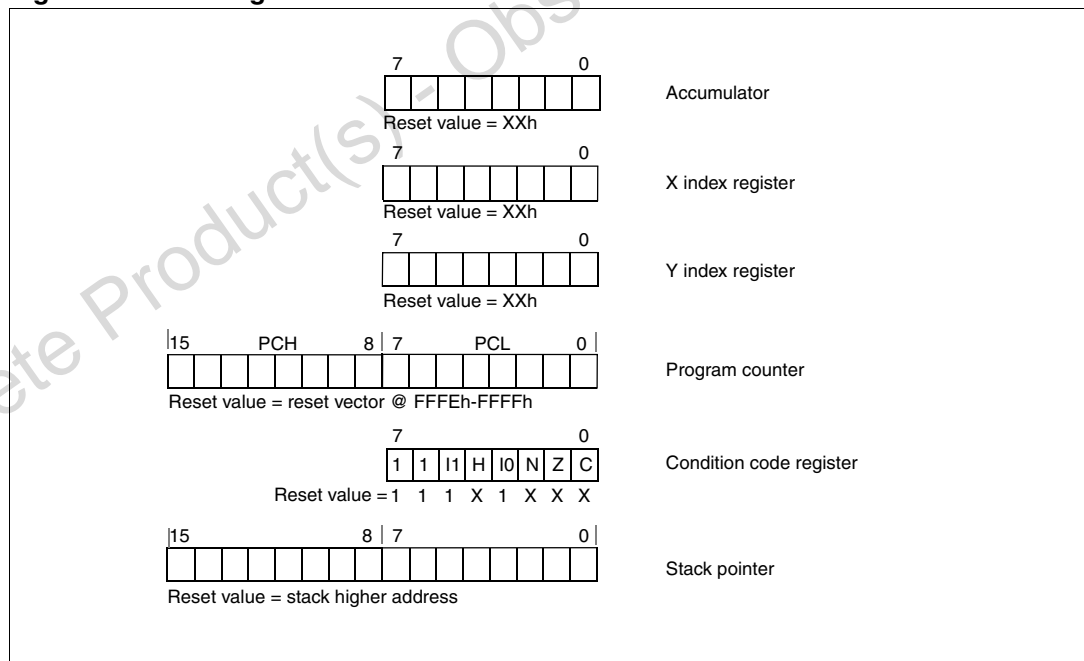 7 0
Accumulator
Reset value = XXh
7 0
X index register
Reset value = XXh
7 0
Y index register
Reset value = XXh
15 PCH 8 7 PCL 0
Program counter
Reset value = reset vector @ FFFEh-FFFFh
7 0
1 1 I1 H I0 N Z C
Condition code register
Reset value = 1 1 1 X 1 X X X
15 8 7 0
Stack pointer
Reset value = stack higher address
ete Product(s) - Obs